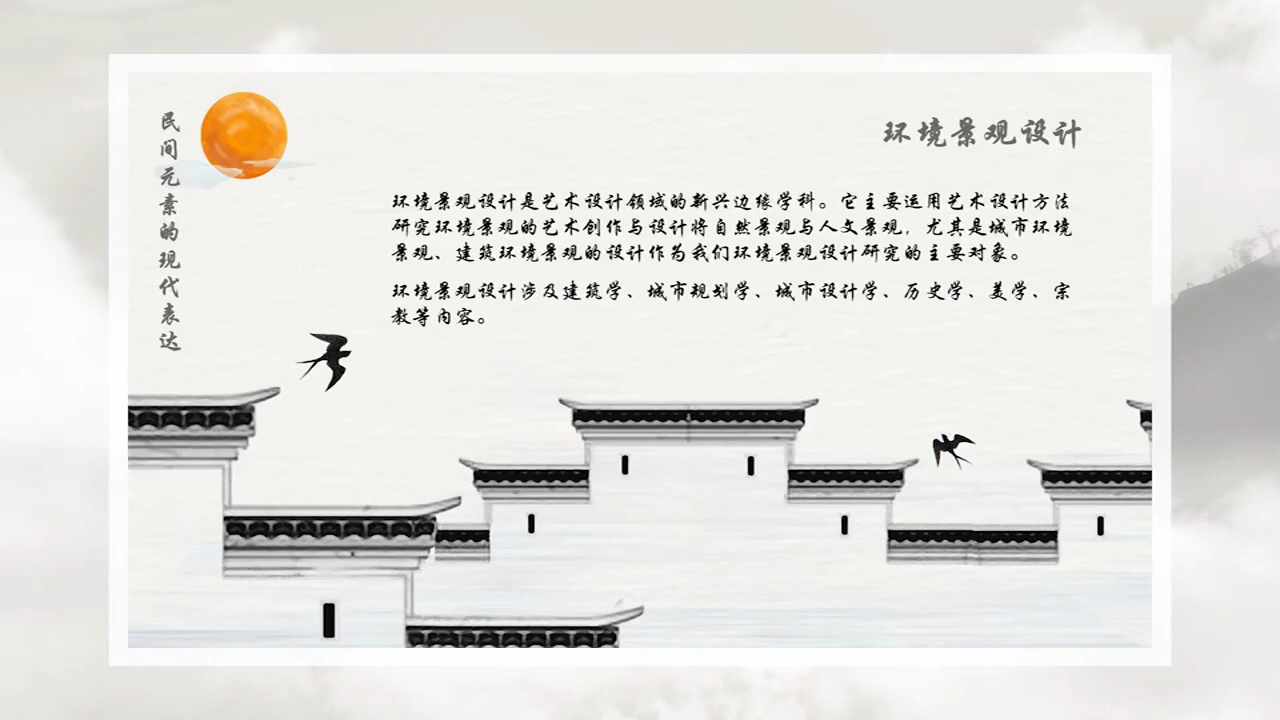 民间元素的现代表达
环境景观设计
环境景观设计是艺术设计领域的新兴边缘学科。它主要运用艺术设计方法
研究环境景观的艺术创作与设计将自然景观与人文景观，尤其是城市环境
景观、建筑环境景观的设计作为我们环境景观设计研究的主要对象。
环境景观设计涉及建筑学、城市规划学、城市设计学、历史学、美学、宗
教等内容。